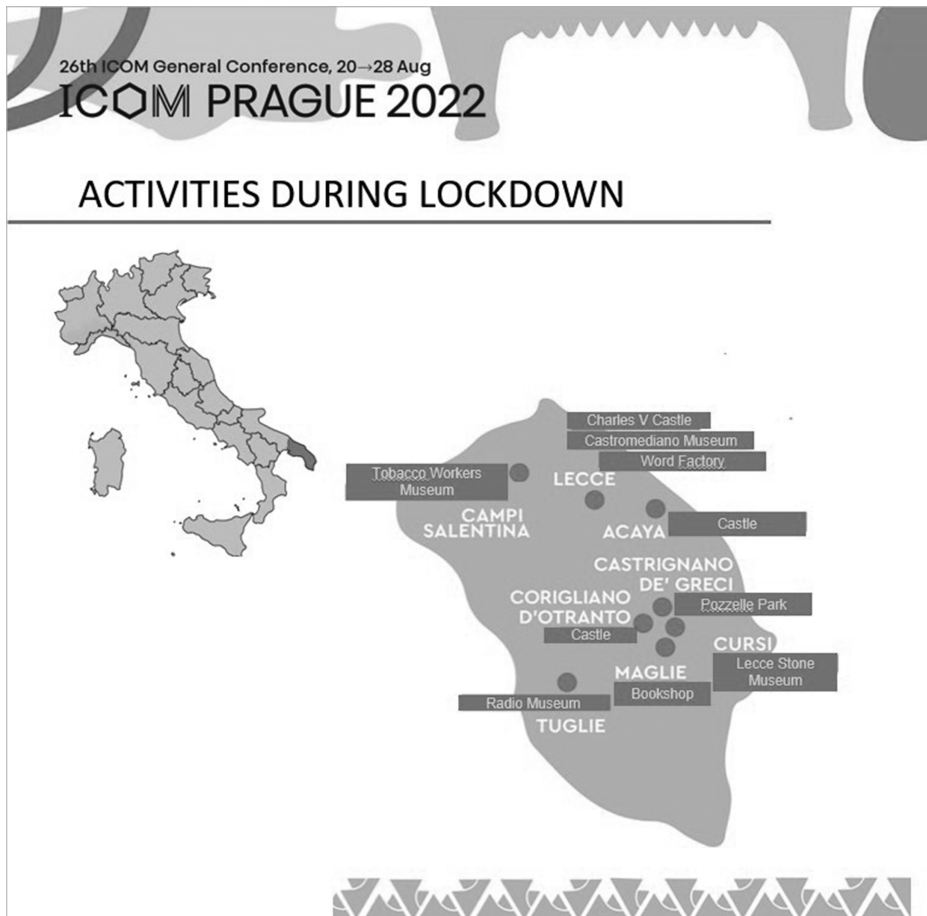 26th ICOM General Conference, 20→28 Aug
ICOM PRAGUE 2022
ACTIVITIES DURING LOCKDOWN
Charles V Castle
Castromediano Museum
Word Factory
LECCE
Tobacco Workers
Museum
CAMPI
SALENTINA
ACAYA
Castle
CASTRIGNANO
DE' GRECI
Pozzelle Park
CORIGLIANO
D'OTRANTO
Castle
CURSI
Lecce Stone
Museum
MAGLIE
Bookshop
Radio Museum
TUGLIE